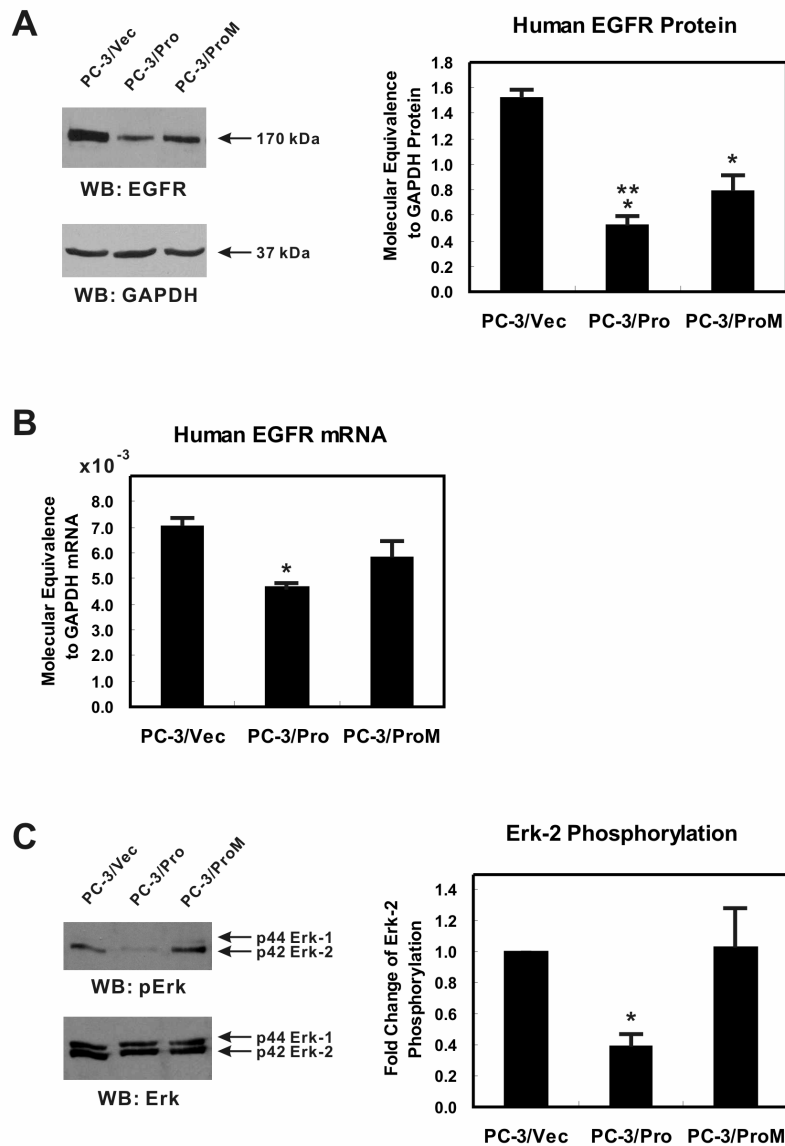 A
PC-3/Vec
PC-3/Pro
PC-3/ProM
170 kDa
WB: EGFR
37 kDa
WB: GAPDH
Human EGFR Protein
Molecular Equivalence
to GAPDH Protein
1.8
1.6
1.4
1.2
1.0
0.8
0.6
0.4
0.2
0.0
**
*
*
PC-3/Vec
PC-3/Pro
PC-3/ProM
B
Human EGFR mRNA
x10 -3
Molecular Equivalence
to GAPDH mRNA
8.0
7.0
6.0
5.0
4.0
3.0
2.0
1.0
0.0
*
PC-3/Vec
PC-3/Pro
PC-3/ProM
C
PC-3/Vec
PC-3/Pro
PC-3/ProM
p44 Erk-1
p42 Erk-2
WB: pErk
p44 Erk-1
p42 Erk-2
WB: Erk
Erk-2 Phosphorylation
Fold Change of Erk-2
Phosphorylation
1.4
1.2
1.0
0.8
0.6
0.4
0.2
0.0
*
PC-3/Vec
PC-3/Pro
PC-3/ProM